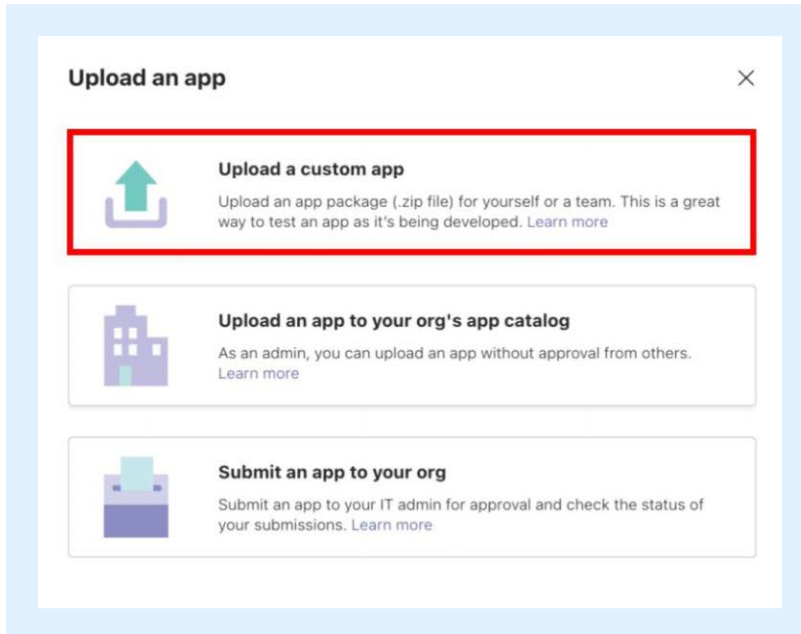 Upload an app
Upload a custom app
Upload an app package (.zip file) for yourself or a team. This is a great
way to test an app as it's being developed. Learn more
Upload an app to your org's app catalog
As an admin, you can upload an app without approval from others.
Learn more
Submit an app to your org
Submit an app to your IT admin for approval and check the status of
your submissions. Learn more